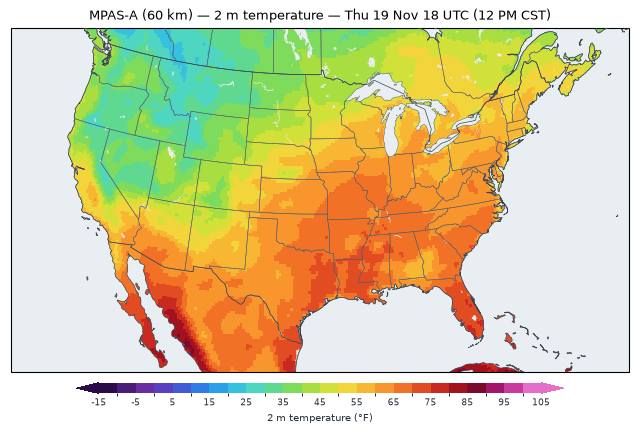 MPAS-A (60 km) — 2 m temperature — Thu 19 Nov 18 UTC (12 PM CST)
-15 -5 5 15 25 35 45 55 65 75 85 95 105
2 m temperature (°F)